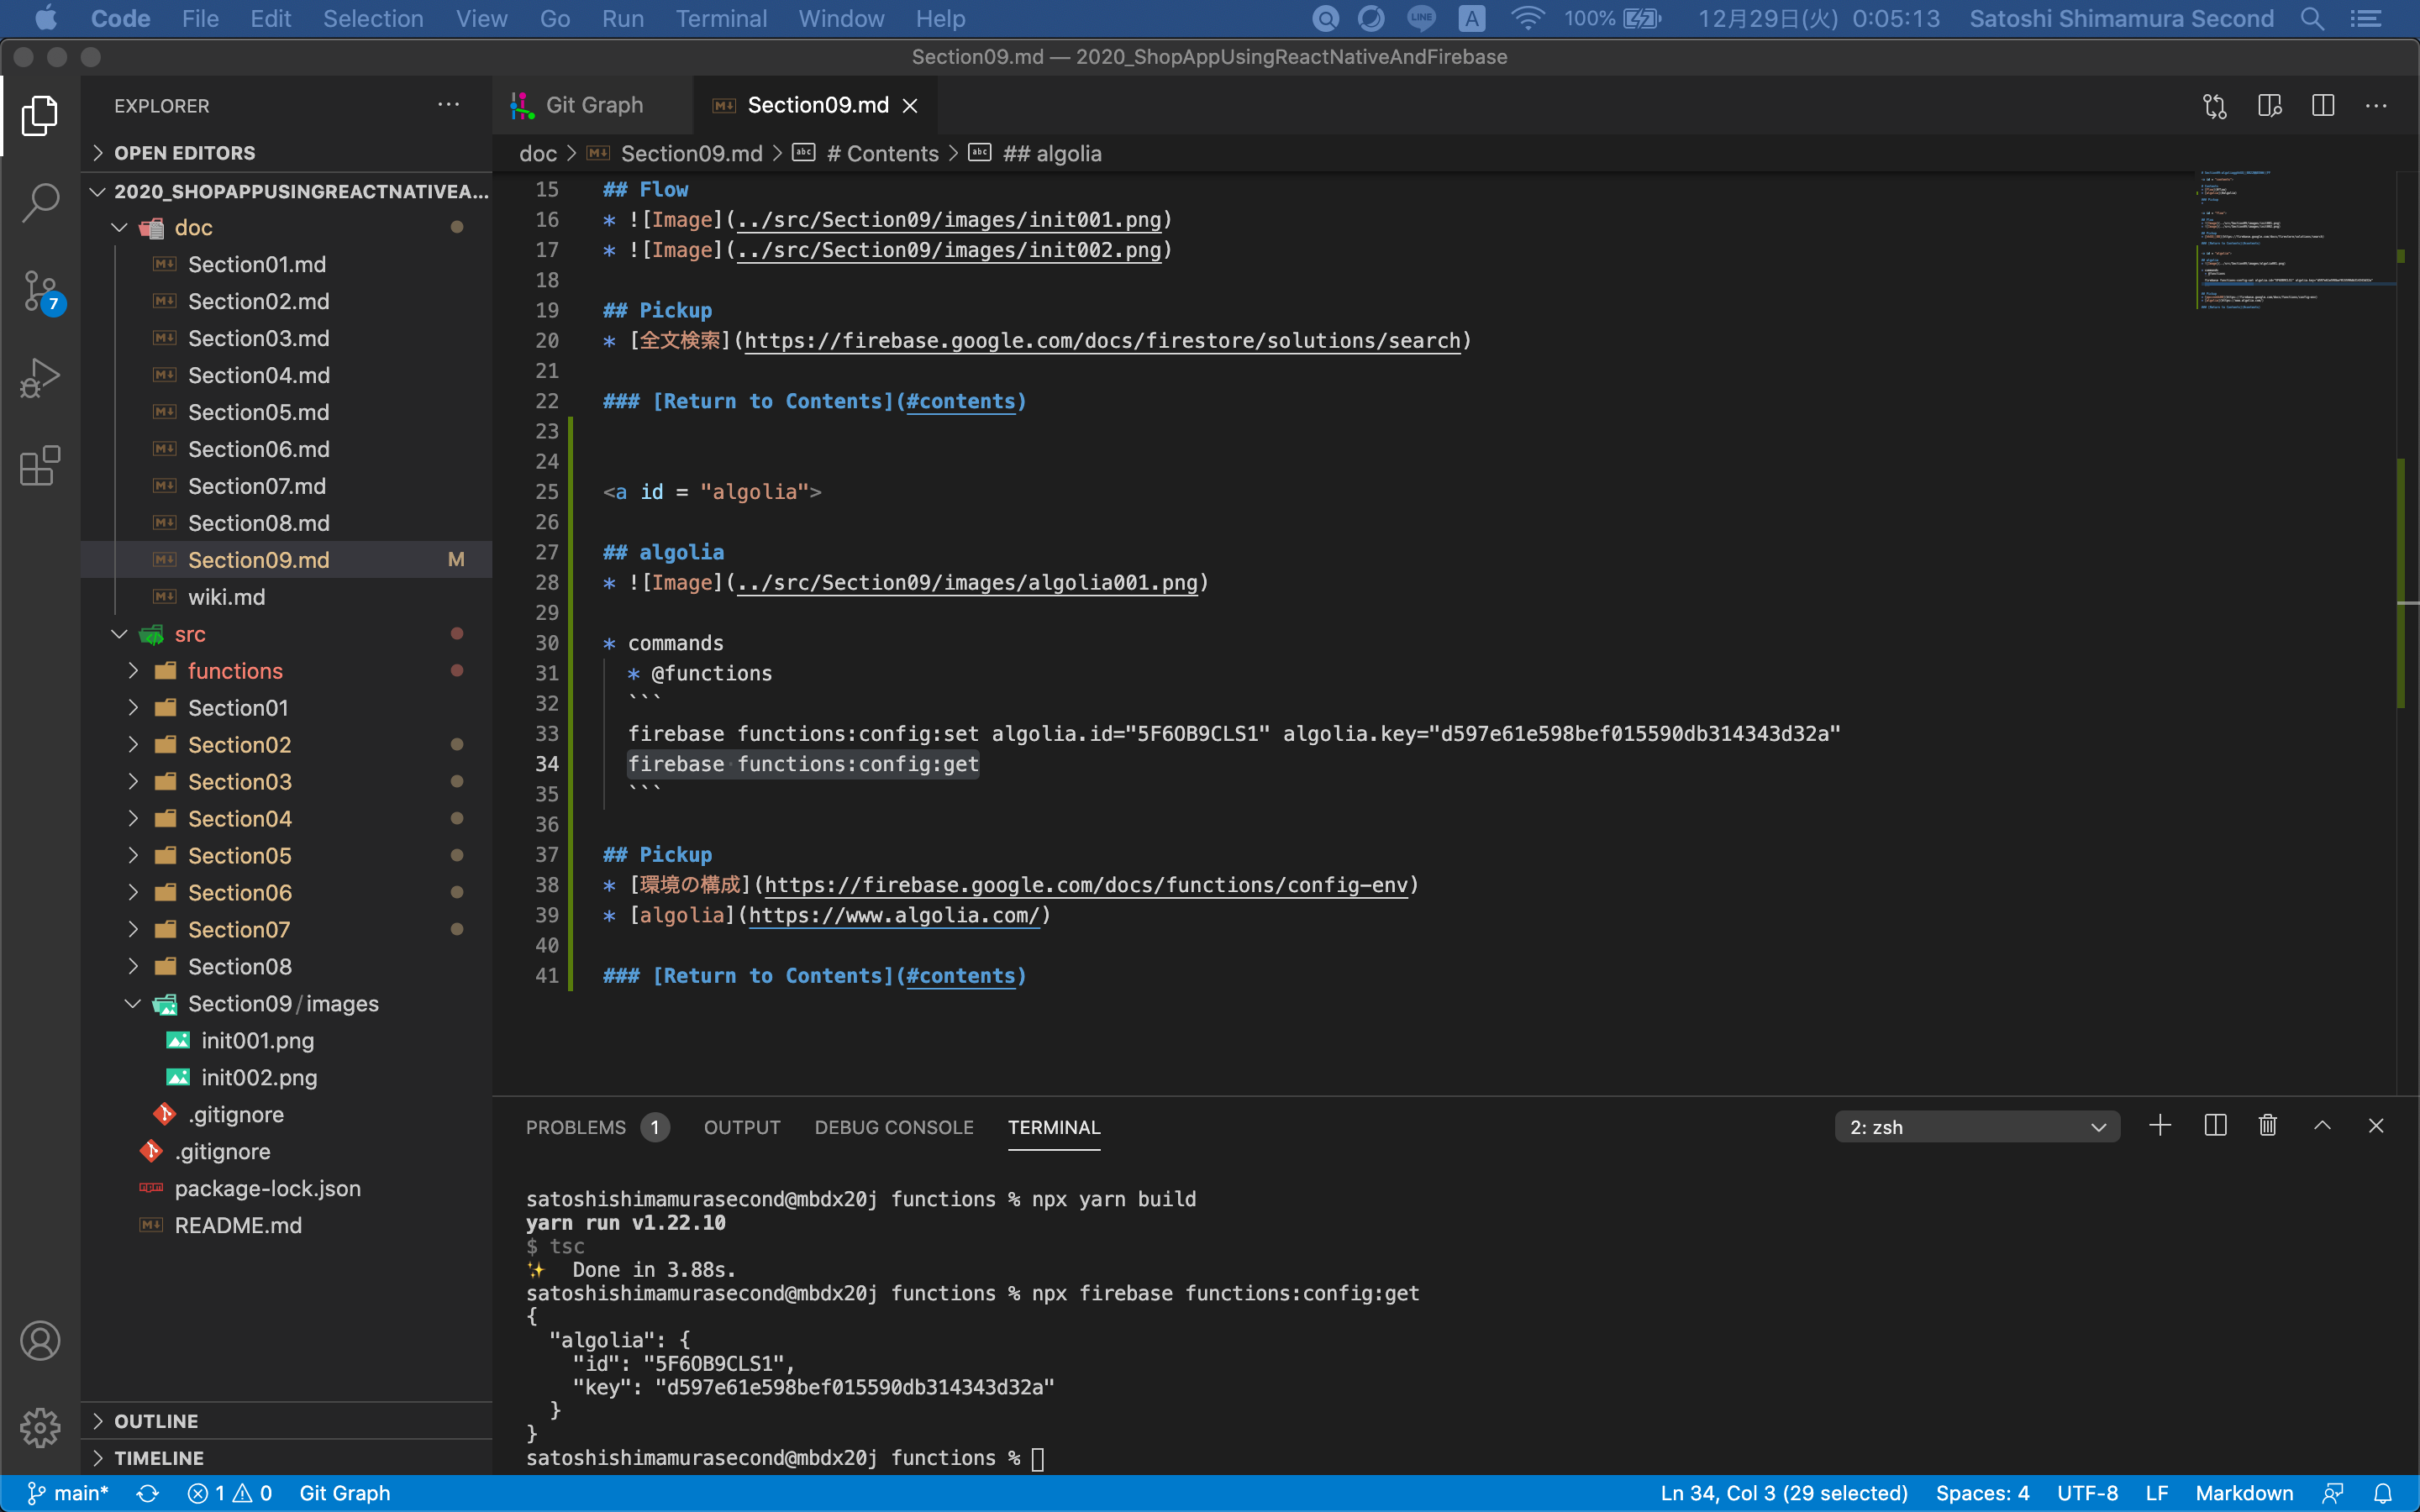 Code File Edit Selection View Go Run Terminal Window Help LINE A 100% 12月29日(火) 0:05:13 Satoshi Shimamura Second
Section09.md — 2020_ShopAppUsingReactNativeAndFirebase
EXPLORER
OPEN EDITORS
2020_SHOPAPPUSINGREACTNATIVEA...
doc
Section01.md
Section02.md
Section03.md
Section04.md
Section05.md
Section06.md
Section07.md
Section08.md
Section09.md M
wiki.md
src
functions
Section01
Section02
Section03
Section04
Section05
Section06
Section07
Section08
Section09/images
init001.png
init002.png
.gitignore
.gitignore
package-lock.json
README.md
OUTLINE
TIMELINE
7
Git Graph Section09.md
doc > Section09.md > # Contents > ## algolia
15 ## Flow
16 * ![Image](../src/Section09/images/init001.png)
17 * ![Image](../src/Section09/images/init002.png)
18
19 ## Pickup
20 * [全文検索](https://firebase.google.com/docs/firestore/solutions/search)
21
22 ### [Return to Contents](#contents)
23
24
25 <a id = "algolia">
26
27 ## algolia
28 * ![Image](../src/Section09/images/algolia001.png)
29
30 * commands
31 * @functions
32 ```
33 firebase functions:config:set algolia.id="5F6OB9CLS1" algolia.key="d597e61e598bef015590db314343d32a"
34 firebase functions:config:get
35 ```
36
37 ## Pickup
38 * [環境の構成](https://firebase.google.com/docs/functions/config-env)
39 * [algolia](https://www.algolia.com/)
40
41 ### [Return to Contents](#contents)
PROBLEMS 1 OUTPUT DEBUG CONSOLE TERMINAL 2: zsh
satoshishimamurasecond@mbdx20j functions % npx yarn build
yarn run v1.22.10
$ tsc
✨ Done in 3.88s.
satoshishimamurasecond@mbdx20j functions % npx firebase functions:config:get
{
"algolia": {
"id": "5F6OB9CLS1",
"key": "d597e61e598bef015590db314343d32a"
}
}
satoshishimamurasecond@mbdx20j functions %
main* 1 0 Git Graph Ln 34, Col 3 (29 selected) Spaces: 4 UTF-8 LF Markdown